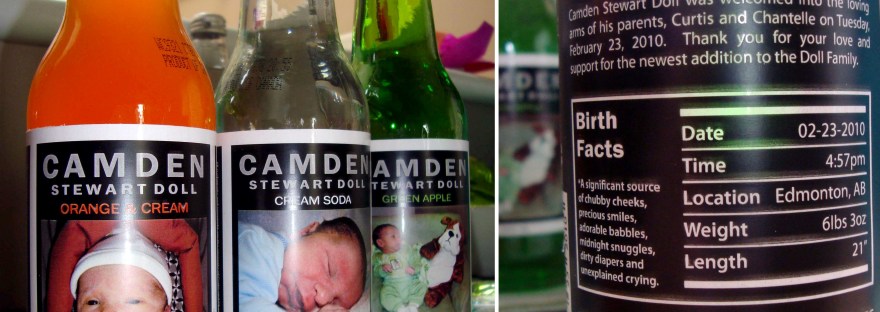 CAMDEN
STEWART DOLL
ORANGE & CREAM
CAMDEN
STEWART DOLL
CREAM SODA
AMDEN
STEWART DOLL
GREEN APPLE
Camden Stewart Doll was welcomed into the loving
arms of his parents, Curtis and Chantelle on Tuesday,
February 23, 2010. Thank you for your love and
support for the newest addition to the Doll Family.
Birth
Facts
*A significant source
of chubby cheeks,
precious smiles,
adorable babbles,
midnight snuggles,
dirty diapers and
unexplained crying.
Date 02-23-2010
Time 4:57pm
Location Edmonton, AB
Weight 6lbs 3oz
Length 21"